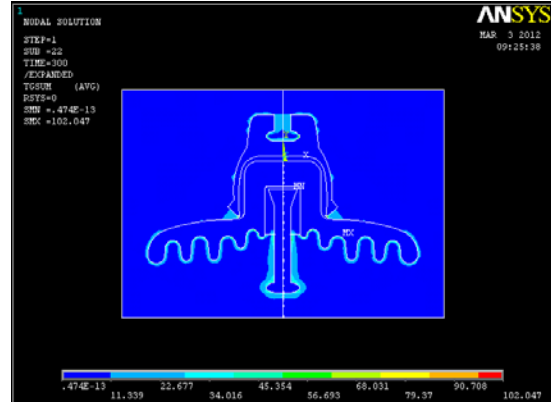 1
NODAL SOLUTION
STEP=1
SUB =22
TIME=300
/EXPANDED
TGSUM (AVG)
RSYS=0
SMN =.474E-13
SMX =102.047
ANSYS
MAR 3 2012
09:25:38
X
MN
MX
.474E-13 22.677 45.354 68.031 90.708
11.339 34.016 56.693 79.37 102.047